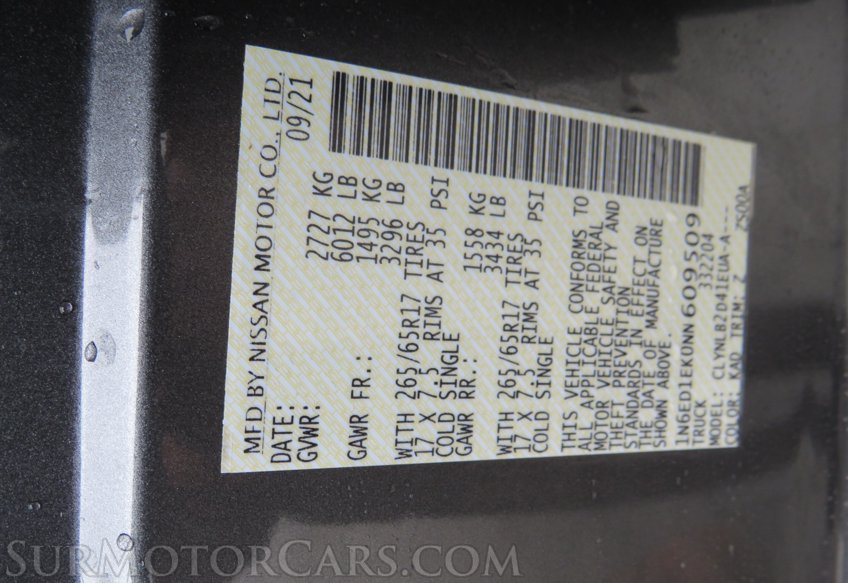 MFD BY NISSAN MOTOR CO., LTD.
DATE: 09/21
GVWR: 2727 KG
6012 LB
GAWR FR.: 1495 KG
3296 LB
WITH 265/65R17 TIRES
17 X 7.5 RIMS AT 35 PSI
COLD SINGLE
GAWR RR.: 1558 KG
3434 LB
WITH 265/65R17 TIRES
17 X 7.5 RIMS AT 35 PSI
COLD SINGLE
THIS VEHICLE CONFORMS TO
ALL APPLICABLE FEDERAL
MOTOR VEHICLE SAFETY AND
THEFT PREVENTION
STANDARDS IN EFFECT ON
THE DATE OF MANUFACTURE
SHOWN ABOVE.
1N6ED1EK0NN609509
TRUCK 332204
MODEL: CLYNLB2D41EUA-A---
COLOR: KAD TRIM: Z ZS00A
SURMOTORCARS.COM